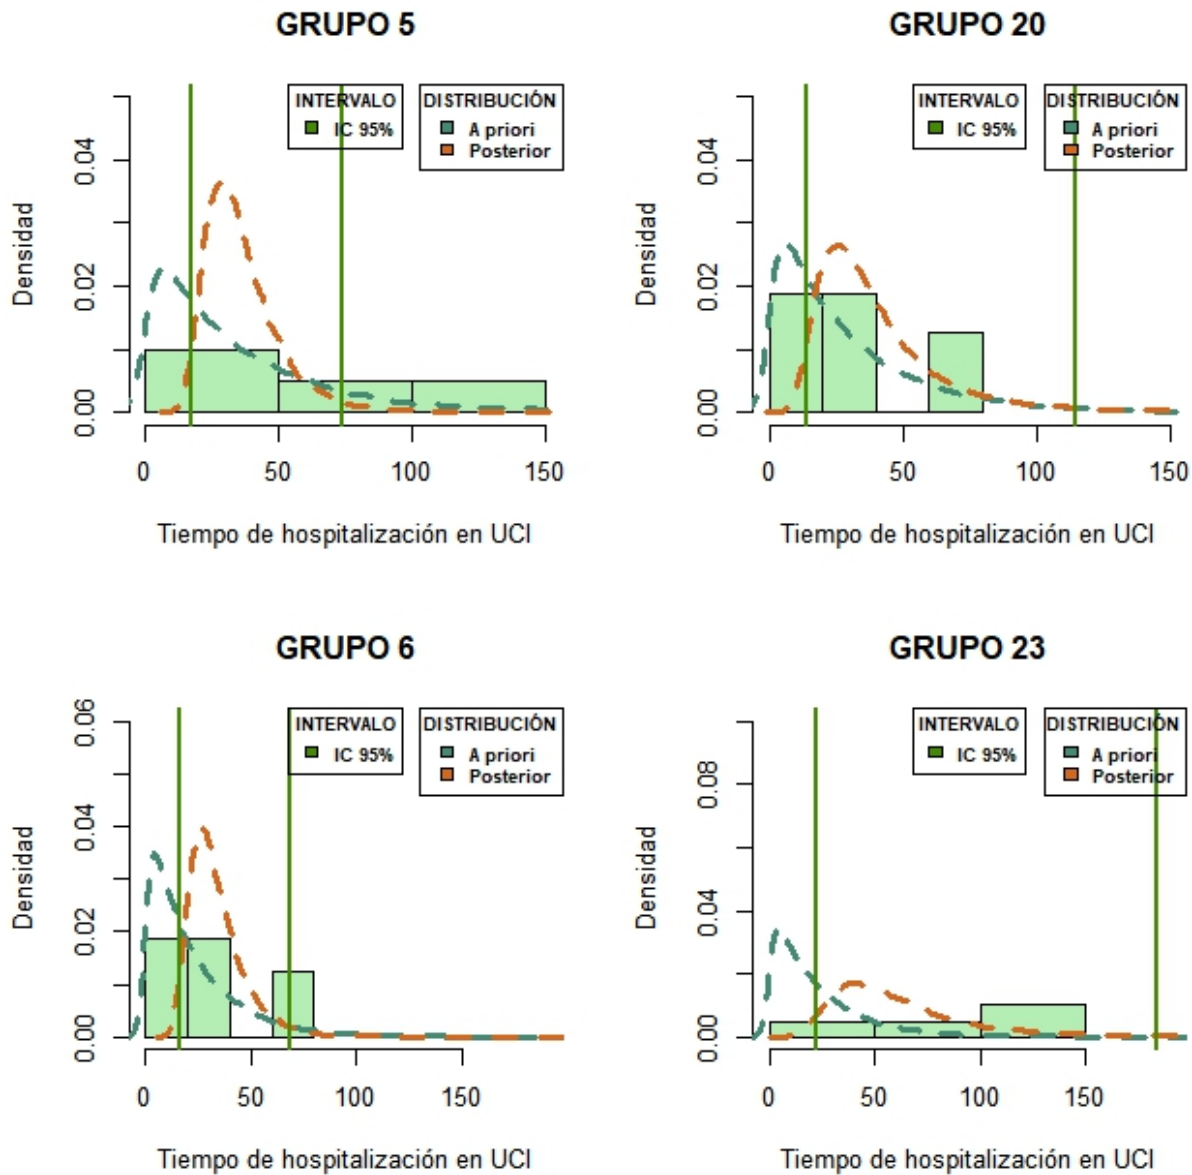 GRUPO 5
INTERVALO
IC 95%
DISTRIBUCIÓN
A priori
Posterior
Densidad
0.00
0.02
0.04
0
50
100
150
Tiempo de hospitalización en UCI
GRUPO 20
INTERVALO
IC 95%
DISTRIBUCIÓN
A priori
Posterior
Densidad
0.00
0.02
0.04
0
50
100
150
Tiempo de hospitalización en UCI
GRUPO 6
INTERVALO
IC 95%
DISTRIBUCIÓN
A priori
Posterior
Densidad
0.00
0.02
0.04
0.06
0
50
100
150
Tiempo de hospitalización en UCI
GRUPO 23
INTERVALO
IC 95%
DISTRIBUCIÓN
A priori
Posterior
Densidad
0.00
0.04
0.08
0
50
100
150
Tiempo de hospitalización en UCI